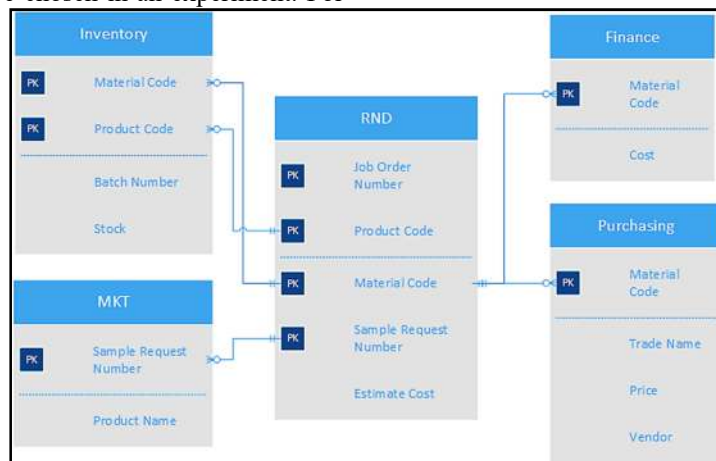 Inventory
PK Material Code
PK Product Code
Batch Number
Stock
MKT
PK Sample Request
Number
Product Name
RND
PK Job Order
Number
PK Product Code
PK Material Code
PK Sample Request
Number
Estimate Cost
Finance
PK Material
Code
Cost
Purchasing
PK Material
Code
Trade Name
Price
Vendor